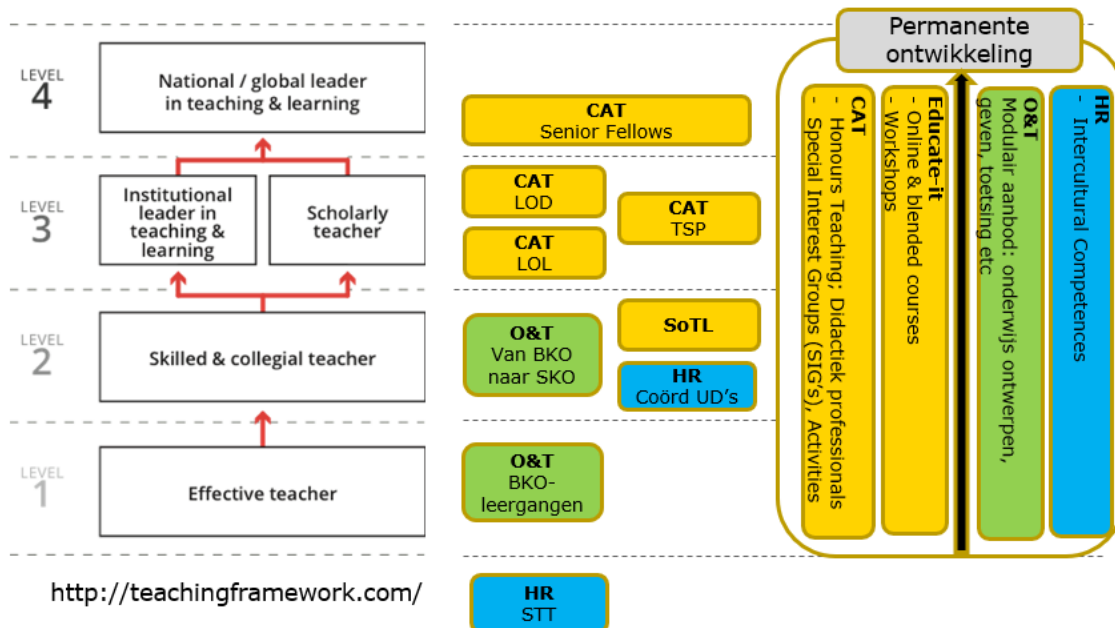 LEVEL
4
National / global leader
in teaching & learning
LEVEL
3
Institutional
leader in
teaching &
learning
Scholarly
teacher
LEVEL
2
Skilled & collegial teacher
LEVEL
1
Effective teacher
http://teachingframework.com/
CAT
Senior Fellows
CAT
LOD
CAT
LOL
CAT
TSP
O&T
Van BKO
naar SKO
SoTL
HR
Coörd UD's
O&T
BKO-
leergangen
HR
STT
Permanente
ontwikkeling
CAT
- Honours Teaching; Didactiek professionals
- Special Interest Groups (SIG's), Activities
Educate-it
- Online & blended courses
- Workshops
O&T
Modulair aanbod: onderwijs ontwerpen,
geven, toetsing etc
HR
- Intercultural Competences